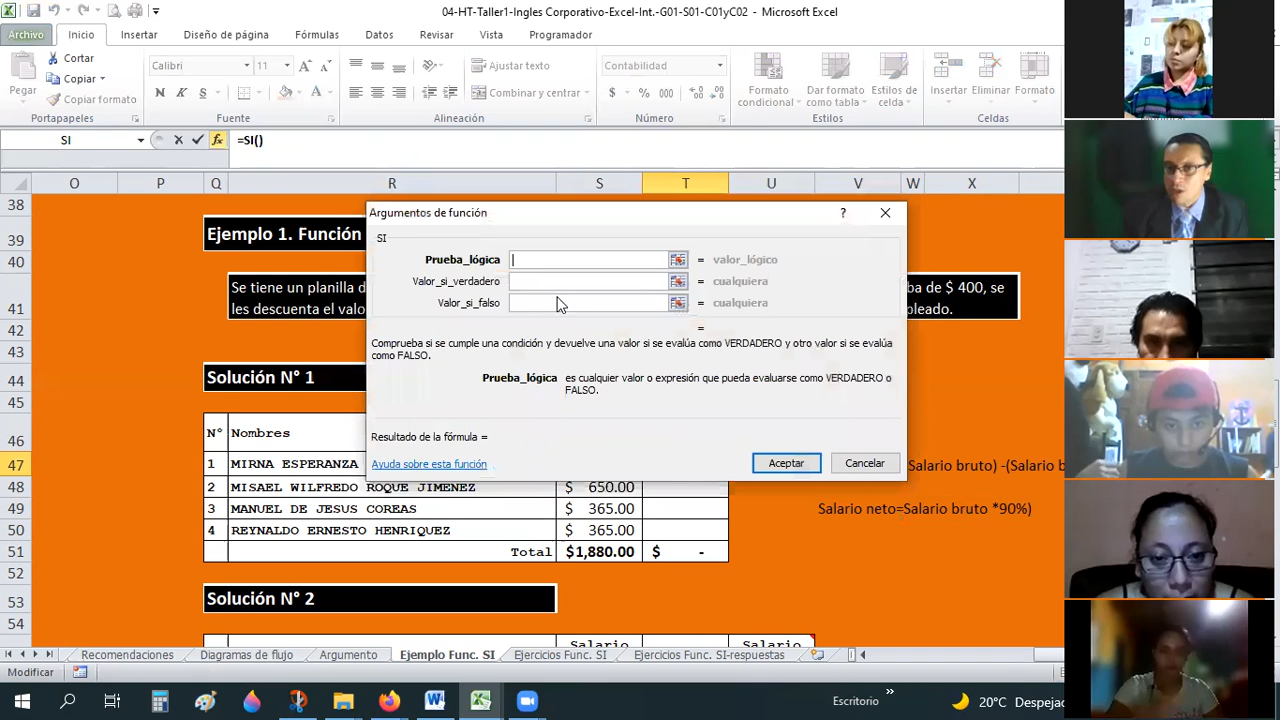 04-HT-Taller1-Ingles Corporativo-Excel-Int.-G01-S01-C01yC02 - Microsoft Excel
Archivo Inicio Insertar Diseño de página Fórmulas Datos Revisar Vista Programador
Pegar
Cortar
Copiar
Copiar formato
Portapapeles
Calibri 11
N K S
Fuente
Ajustar texto
Combinar y centrar
Alineación
Contabilidad
$ % 000
Número
Formato condicional
Dar formato como tabla
Estilos de celda
Estilos
Insertar Eliminar Formato
Celdas
SI
fx =SI()
O P Q R S T U V W X
38
39 Ejemplo 1. Función
40
41 Se tiene un planilla d
ba de $ 400, se
les descuenta el valo
pleado.
43
44 Solución N° 1
45
46 N° Nombres
47 1 MIRNA ESPERANZA
Salario bruto) -(Salario b
48 2 MISAEL WILFREDO ROQUE JIMENEZ $ 650.00
49 3 MANUEL DE JESUS COREAS $ 365.00 Salario neto=Salario bruto *90%)
50 4 REYNALDO ERNESTO HENRIQUEZ $ 365.00
51 Total $1,880.00 $ -
52
53 Solución N° 2
54
Salario Salario
Argumentos de función
SI
Prueba_lógica = valor_lógico
Valor_si_verdadero = cualquiera
Valor_si_falso = cualquiera
=
Comprueba si se cumple una condición y devuelve una valor si se evalúa como VERDADERO y otro valor si se evalúa
como FALSO.
Prueba_lógica es cualquier valor o expresión que pueda evaluarse como VERDADERO o
FALSO.
Resultado de la fórmula =
Ayuda sobre esta función
Aceptar Cancelar
Recomendaciones Diagramas de flujo Argumento Ejemplo Func. SI Ejercicios Func. SI Ejercicios Func. SI-respuestas
Modificar
Escritorio » 20°C Despejad